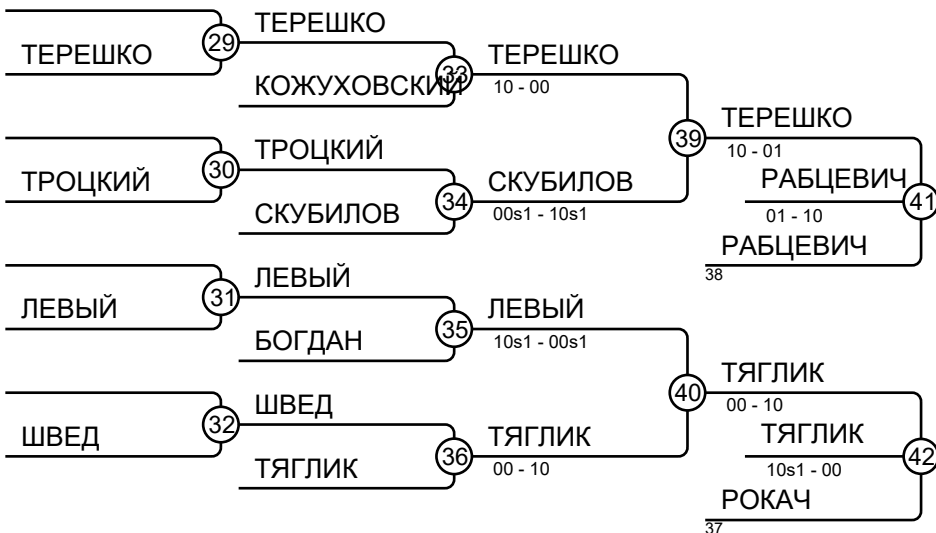 ТЕРЕШКО
29
ТЕРЕШКО
КОЖУХОВСКИЙ
33
ТЕРЕШКО
10 - 00
ТРОЦКИЙ
30
ТРОЦКИЙ
СКУБИЛОВ
34
СКУБИЛОВ
00s1 - 10s1
39
ТЕРЕШКО
10 - 01
РАБЦЕВИЧ
01 - 10
41
РАБЦЕВИЧ
38
ЛЕВЫЙ
31
ЛЕВЫЙ
БОГДАН
35
ЛЕВЫЙ
10s1 - 00s1
ШВЕД
32
ШВЕД
ТЯГЛИК
36
ТЯГЛИК
00 - 10
40
ТЯГЛИК
00 - 10
ТЯГЛИК
10s1 - 00
42
РОКАЧ
37